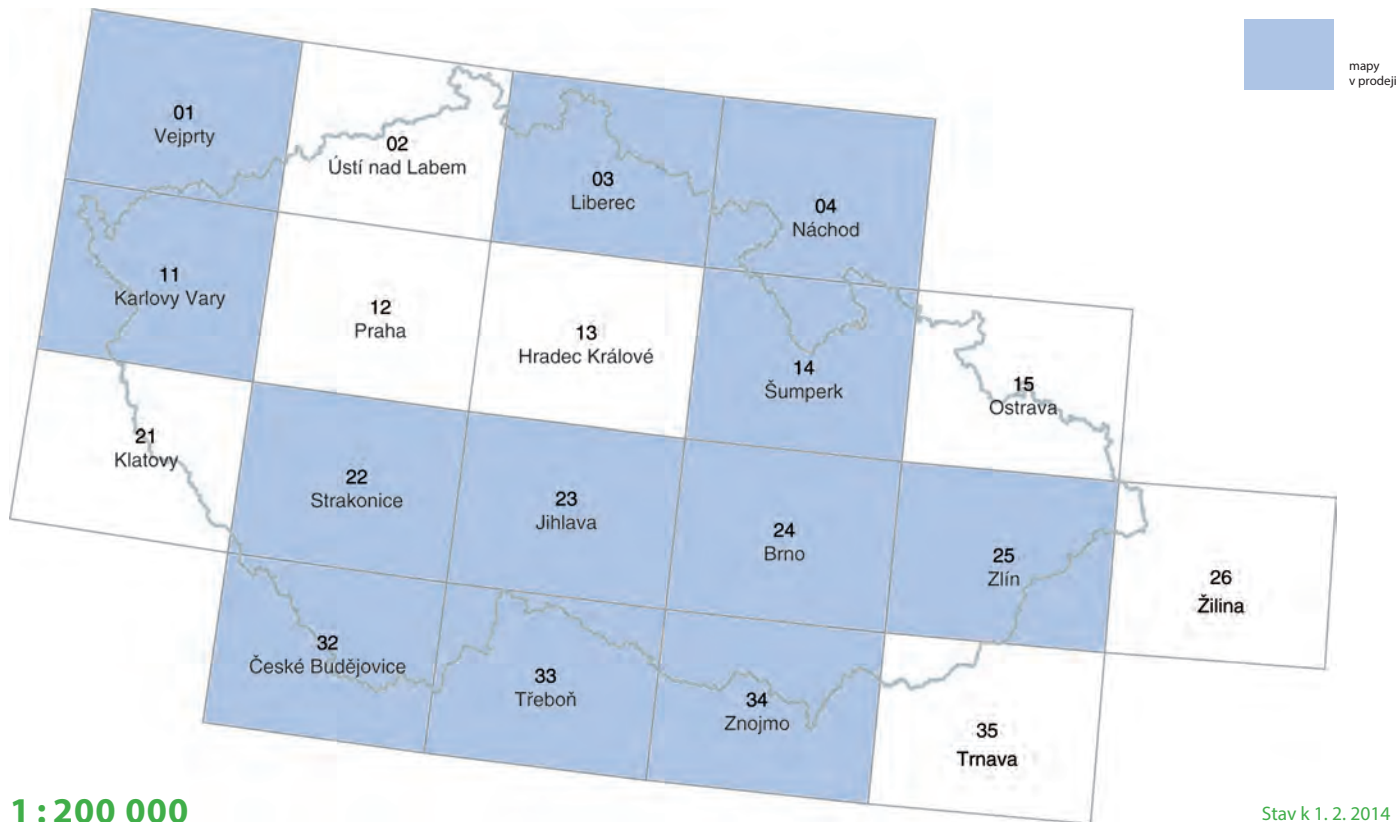 mapy
v prodeji
01
Vejprty
02
Ústí nad Labem
03
Liberec
04
Náchod
11
Karlovy Vary
12
Praha
13
Hradec Králové
14
Šumperk
15
Ostrava
21
Klatovy
22
Strakonice
23
Jihlava
24
Brno
25
Zlín
26
Žilina
32
České Budějovice
33
Třeboň
34
Znojmo
35
Trnava
1 : 200 000
Stav k 1. 2. 2014